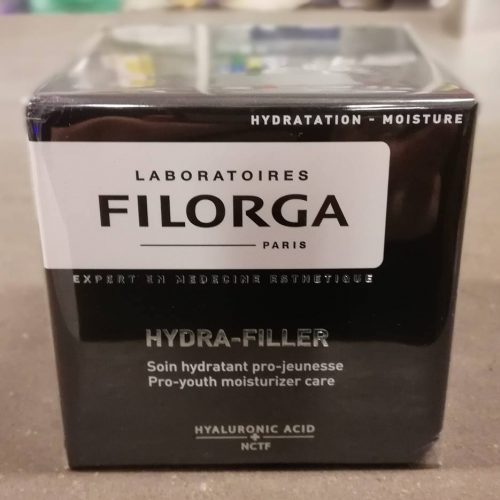 HYDRATATION - MOISTURE
LABORATOIRES
FILORGA
PARIS
EXPERT EN MEDECINE ESTHETIQUE
HYDRA-FILLER
Soin hydratant pro-jeunesse
Pro-youth moisturizer care
HYALURONIC ACID
+
NCTF